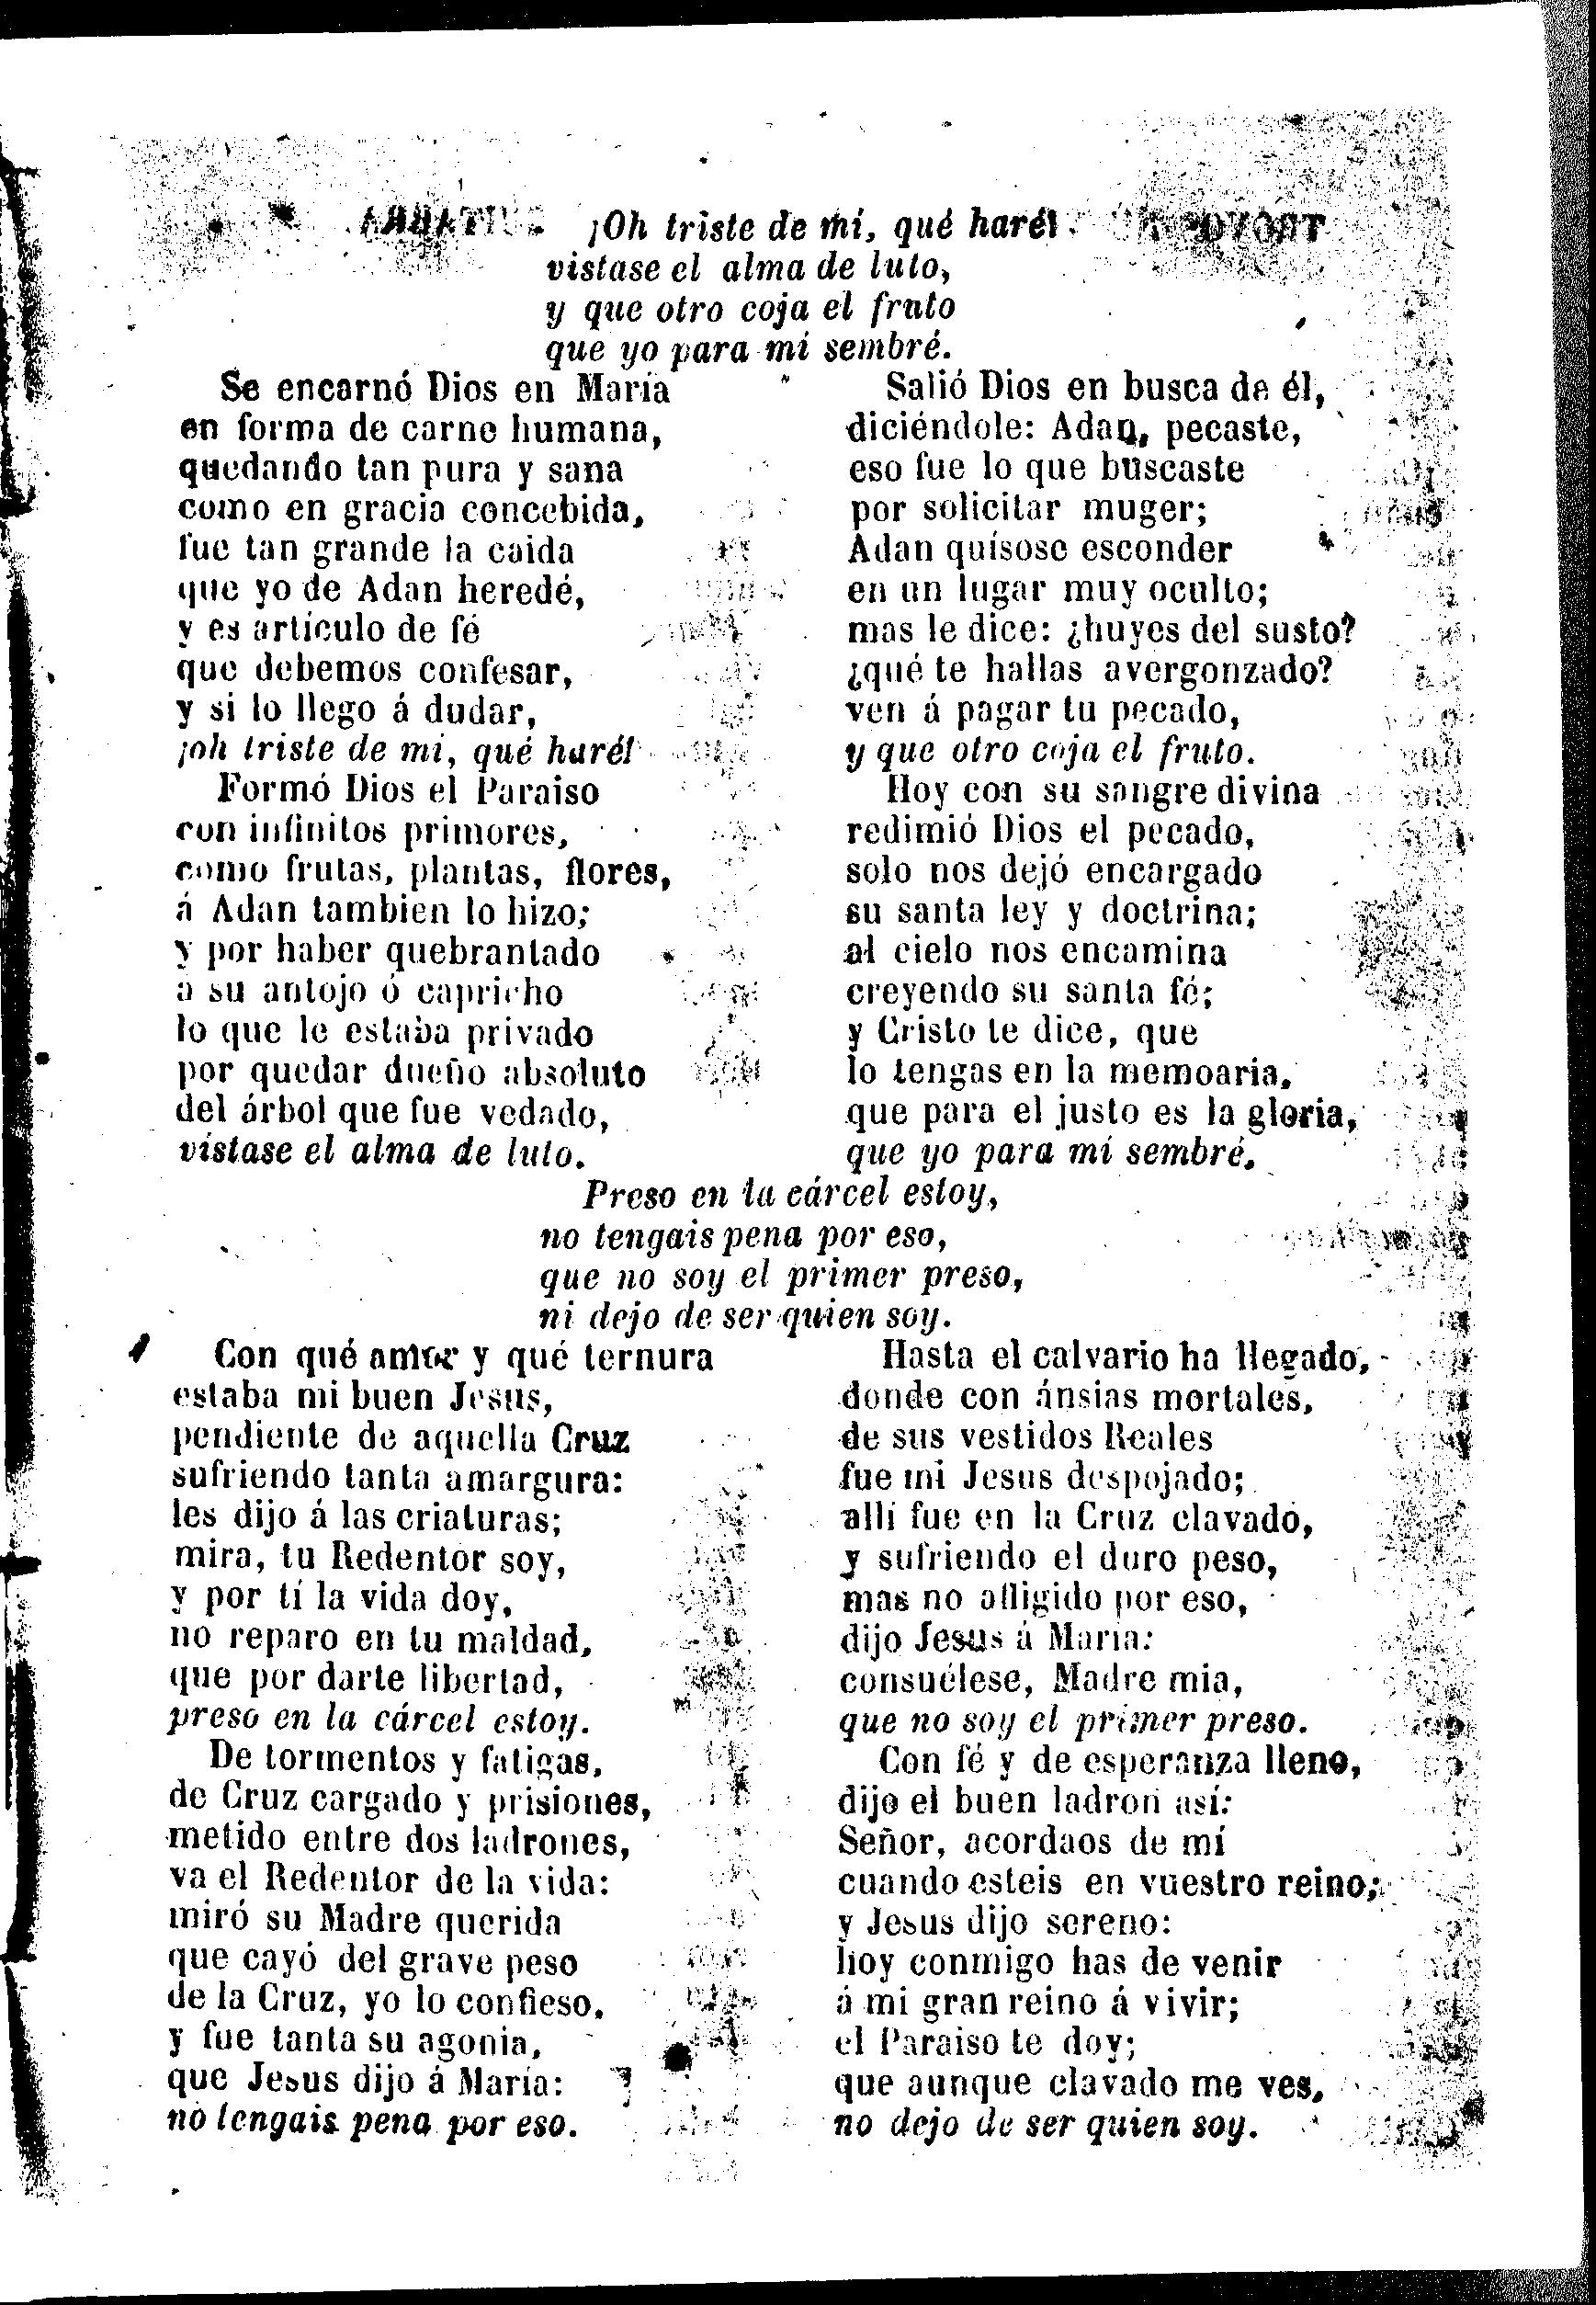 ¡Oh triste de mí, qué haré!
vistase el alma de luto,
y que otro coja el fruto
que yo para mí sembré.
Se encarnó Dios en María
en forma de carne humana,
quedando tan pura y sana
como en gracia concebida,
fue tan grande la caida
que yo de Adan heredé,
y es artículo de fé
que debemos confesar,
y si lo llego á dudar,
¡oh triste de mi, qué haré!
Formó Dios el Paraiso
con infinitos primores,
como frutas, plantas, flores,
á Adan tambien lo hizo;
y por haber quebrantado
a su antojo ó capricho
lo que le estaba privado
por quedar dueño absoluto
del árbol que fue vedado,
vístase el alma de luto.
Salió Dios en busca de él,
diciéndole: Adan, pecaste,
eso fue lo que buscaste
por solicitar muger;
Adan quísose esconder
en un lugar muy oculto;
mas le dice: ¿huyes del susto?
¿qué te hallas avergonzado?
ven á pagar tu pecado,
y que otro coja el fruto.
Hoy con su sangre divina
redimió Dios el pecado,
solo nos dejó encargado
su santa ley y doctrina;
al cielo nos encamina
creyendo su santa fé;
y Cristo te dice, que
lo tengas en la memoaria,
que para el justo es la gloria,
que yo para mí sembré.
Preso en la cárcel estoy,
no tengais pena por eso,
que no soy el primer preso,
ni dejo de ser quien soy.
Con qué amor y qué ternura
estaba mi buen Jesus,
pendiente de aquella Cruz
sufriendo tanta amargura:
les dijo á las criaturas;
mira, tu Redentor soy,
y por tí la vida doy,
no reparo en tu maldad,
que por darte libertad,
preso en la cárcel estoy.
De tormentos y fatigas,
de Cruz cargado y prisiones,
metido entre dos ladrones,
va el Redentor de la vida:
miró su Madre querida
que cayó del grave peso
de la Cruz, yo lo confieso,
y fue tanta su agonia,
que Jesus dijo á María:
no tengais pena por eso.
Hasta el calvario ha llegado,
donde con ánsias mortales,
de sus vestidos Reales
fue mi Jesus despojado;
alli fue en la Cruz clavado,
y sufriendo el duro peso,
mas no afligido por eso,
dijo Jesus á Maria:
consuélese, Madre mia,
que no soy el primer preso.
Con fé y de esperanza lleno,
dijo el buen ladron así:
Señor, acordaos de mí
cuando esteis en vuestro reino;
y Jesus dijo sereno:
hoy conmigo has de venir
á mi gran reino á vivir;
el Paraiso te doy;
que aunque clavado me ves,
no dejo de ser quien soy.